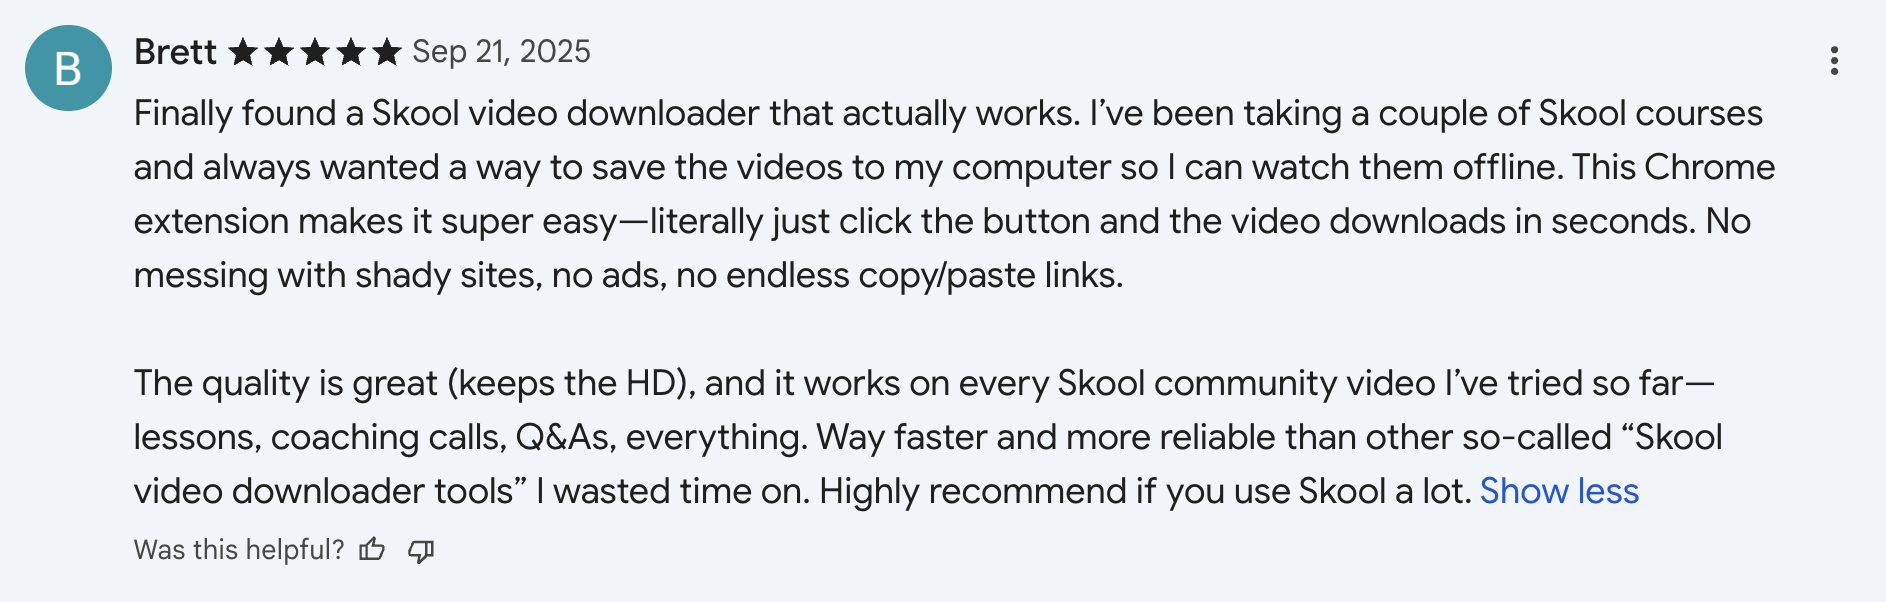 B
Brett ★★★★★ Sep 21, 2025
Finally found a Skool video downloader that actually works. I’ve been taking a couple of Skool courses
and always wanted a way to save the videos to my computer so I can watch them offline. This Chrome
extension makes it super easy—literally just click the button and the video downloads in seconds. No
messing with shady sites, no ads, no endless copy/paste links.
The quality is great (keeps the HD), and it works on every Skool community video I’ve tried so far—
lessons, coaching calls, Q&As, everything. Way faster and more reliable than other so-called “Skool
video downloader tools” I wasted time on. Highly recommend if you use Skool a lot. Show less
Was this helpful?